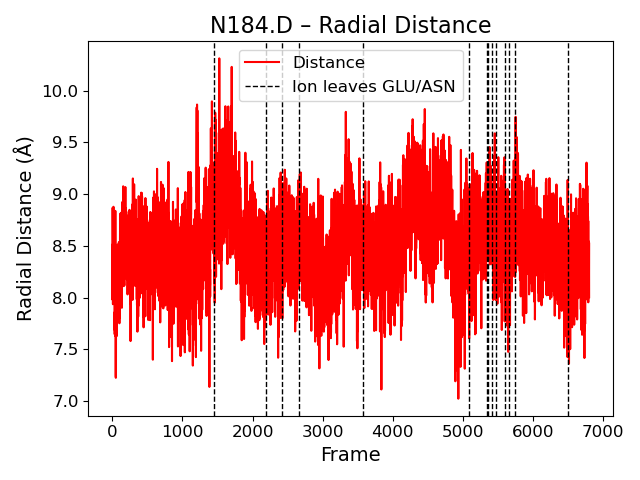 N184.D – Radial Distance
Distance
Ion leaves GLU/ASN
Radial Distance (Å)
10.0
9.5
9.0
8.5
8.0
7.5
7.0
0 1000 2000 3000 4000 5000 6000 7000
Frame